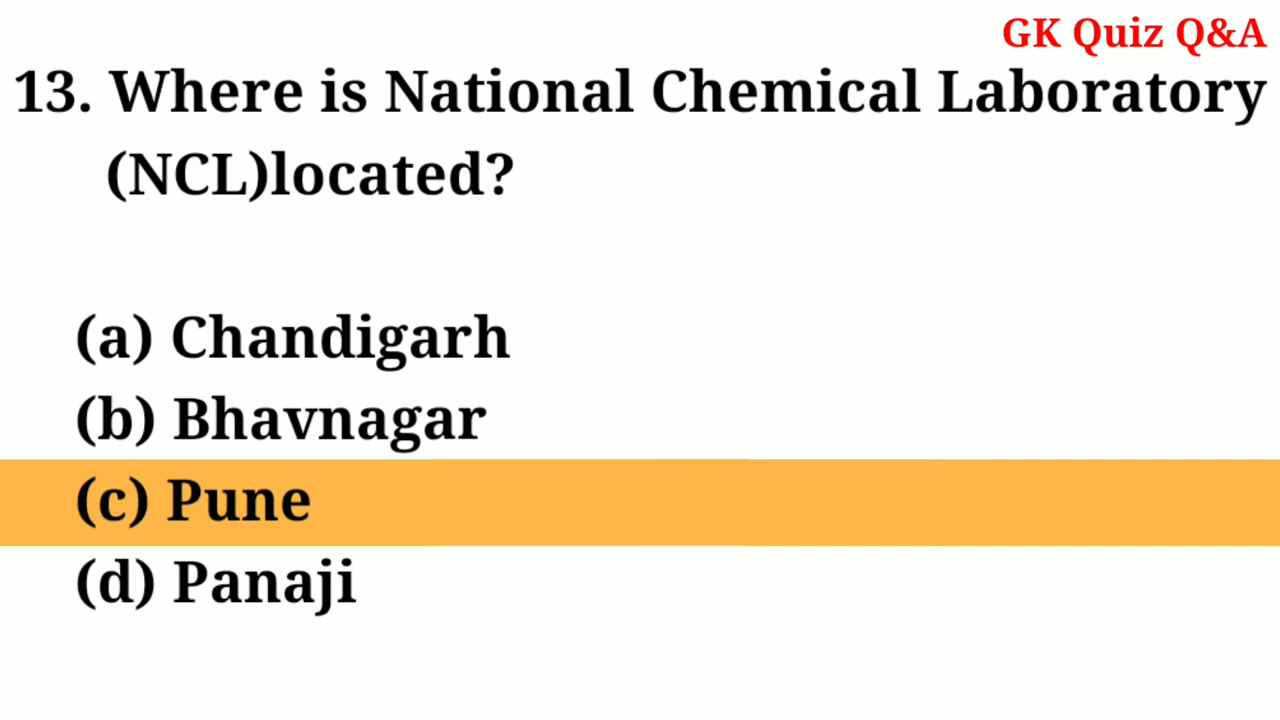 GK Quiz Q&A
13. Where is National Chemical Laboratory
(NCL)located?
(a) Chandigarh
(b) Bhavnagar
(c) Pune
(d) Panaji